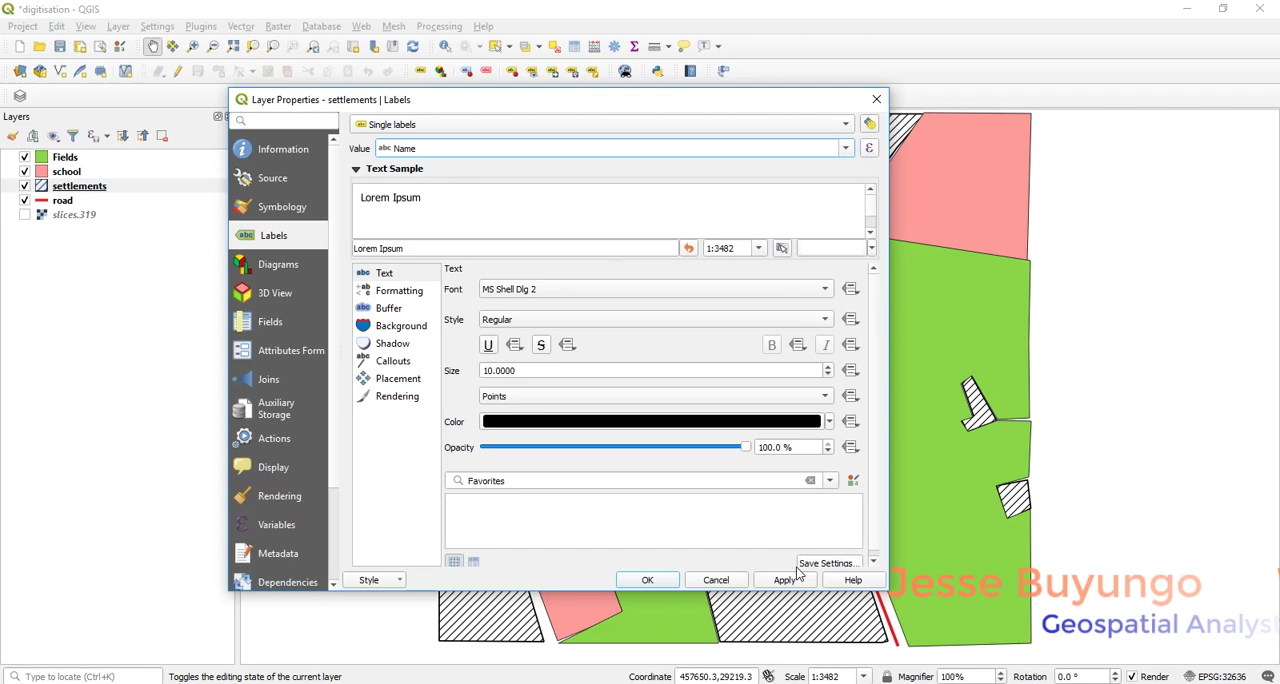 *digitisation - QGIS
Project Edit View Layer Settings Plugins Vector Raster Database Web Mesh Processing Help
Layers
Fields
school
settlements
road
slices.319
Layer Properties - settlements | Labels
Information
Source
Symbology
Labels
Diagrams
3D View
Fields
Attributes Form
Joins
Auxiliary
Storage
Actions
Display
Rendering
Variables
Metadata
Dependencies
Single labels
Value abc Name
Text Sample
Lorem Ipsum
Lorem Ipsum 1:3482
Text
Formatting
Buffer
Background
Shadow
Callouts
Placement
Rendering
Text
Font MS Shell Dlg 2
Style Regular
U S B I
Size 10.0000
Points
Color
Opacity 100.0 %
Favorites
Save Settings...
Style OK Cancel Apply Help
Jesse Buyungo
Geospatial Analys
Type to locate (Ctrl+K) Toggles the editing state of the current layer Coordinate 457650.3,29219.3 Scale 1:3482 Magnifier 100% Rotation 0.0 ° Render EPSG:32636